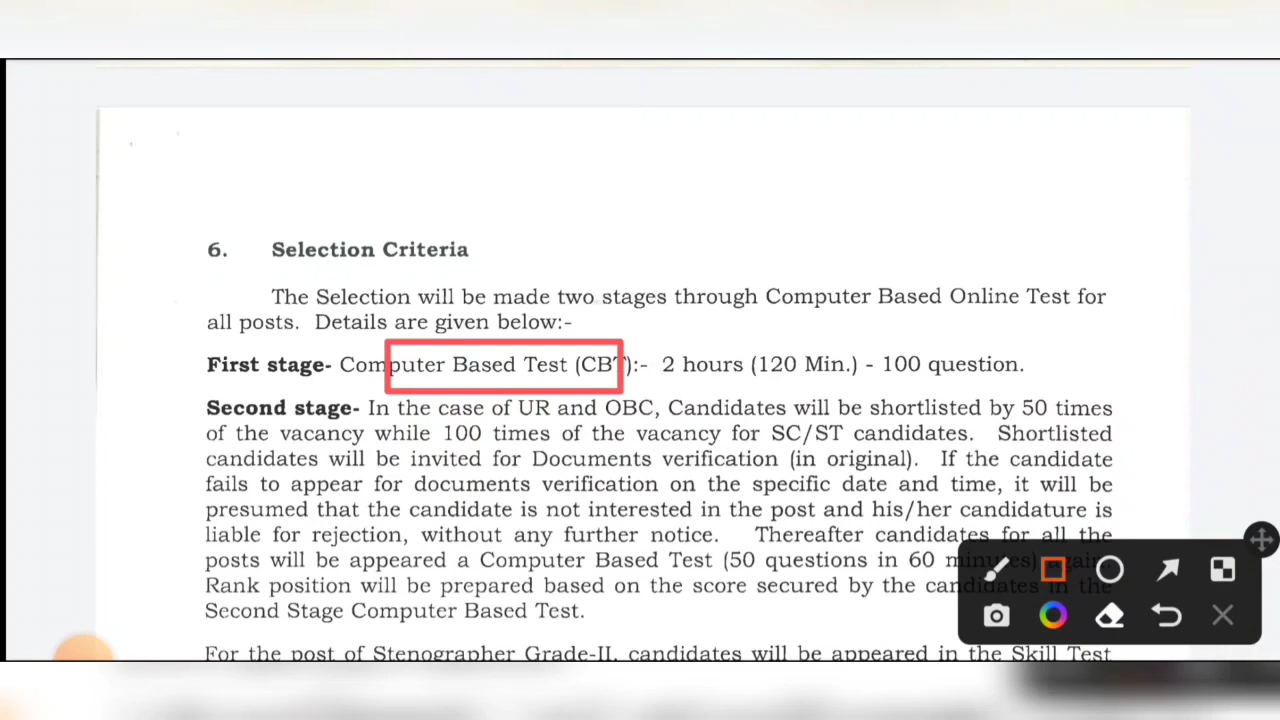 6. Selection Criteria
The Selection will be made two stages through Computer Based Online Test for
all posts. Details are given below:-
First stage- Computer Based Test (CBT):- 2 hours (120 Min.) - 100 question.
Second stage- In the case of UR and OBC, Candidates will be shortlisted by 50 times
of the vacancy while 100 times of the vacancy for SC/ST candidates. Shortlisted
candidates will be invited for Documents verification (in original). If the candidate
fails to appear for documents verification on the specific date and time, it will be
presumed that the candidate is not interested in the post and his/her candidature is
liable for rejection, without any further notice. Thereafter candidates for all the
posts will be appeared a Computer Based Test (50 questions in 60 minutes) again.
Rank position will be prepared based on the score secured by the candidates in the
Second Stage Computer Based Test.
For the post of Stenographer Grade-II, candidates will be appeared in the Skill Test